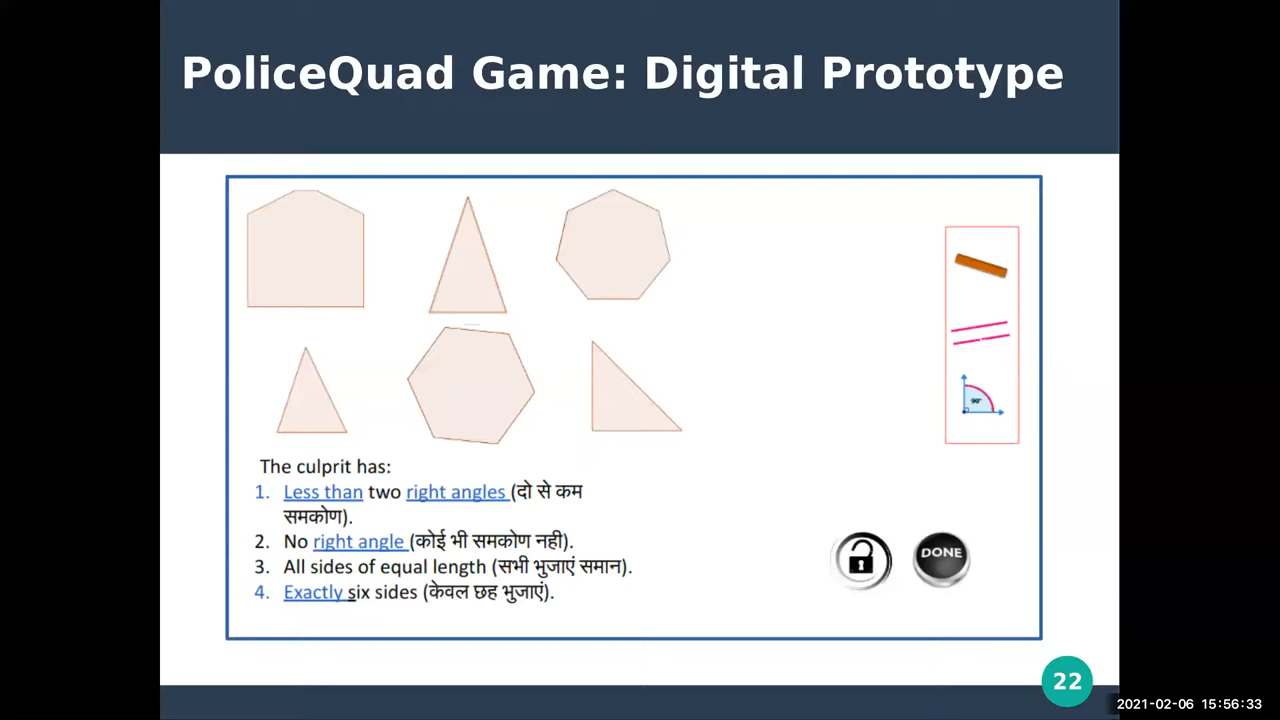 PoliceQuad Game: Digital Prototype
90°
The culprit has:
1. Less than two right angles (दो से कम
समकोण).
2. No right angle (कोई भी समकोण नही).
3. All sides of equal length (सभी भुजाएं समान).
4. Exactly six sides (केवल छह भुजाएं).
DONE
22
2021-02-06 15:56:33